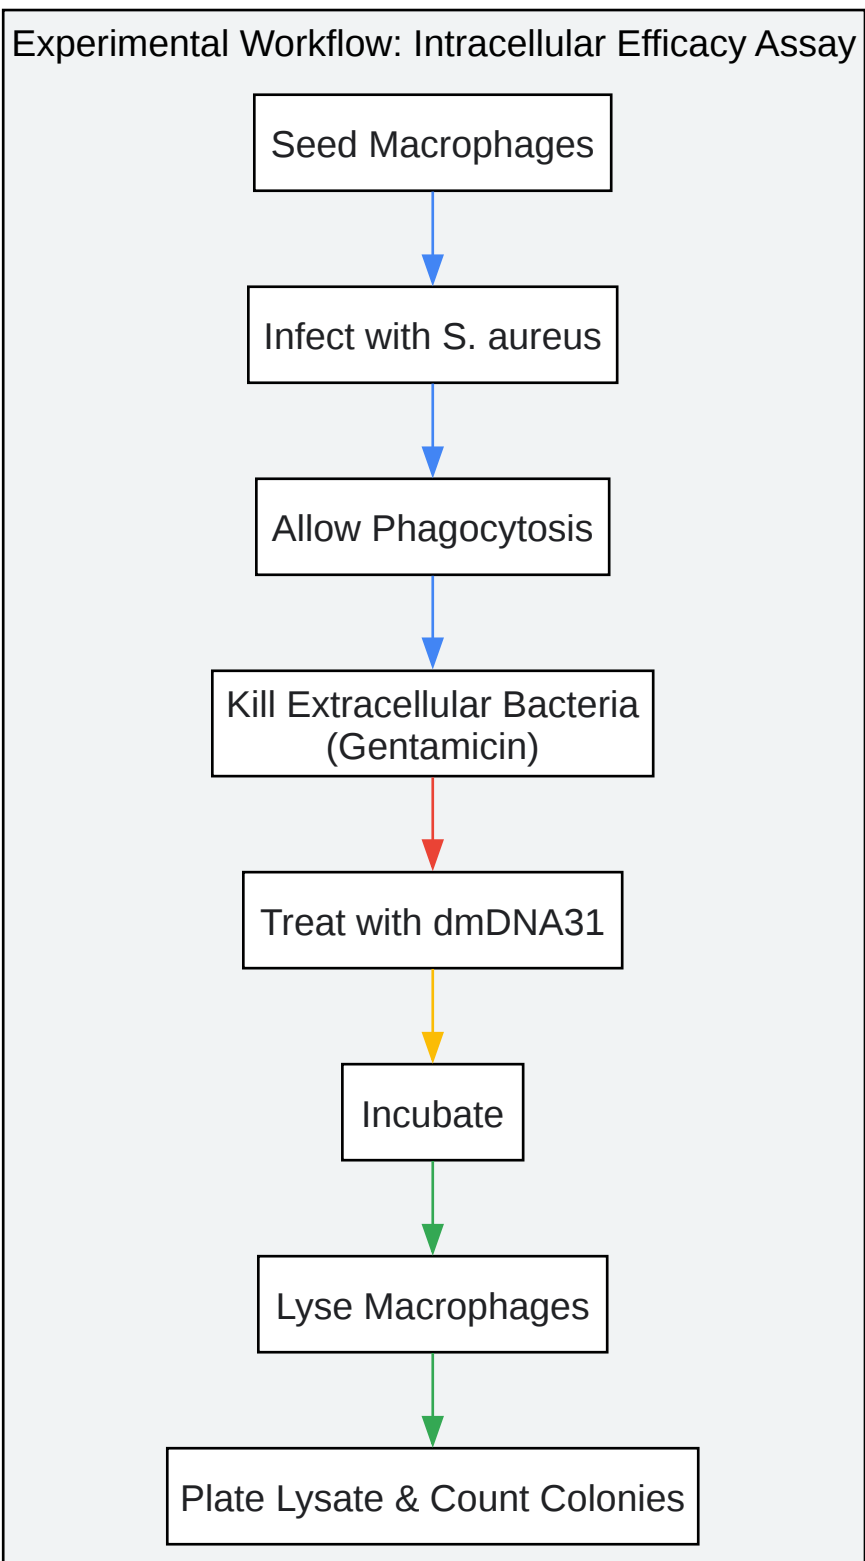 Experimental Workflow: Intracellular Efficacy Assay
Seed Macrophages
Infect with S. aureus
Allow Phagocytosis
Kill Extracellular Bacteria
(Gentamicin)
Treat with dmDNA31
Incubate
Lyse Macrophages
Plate Lysate & Count Colonies